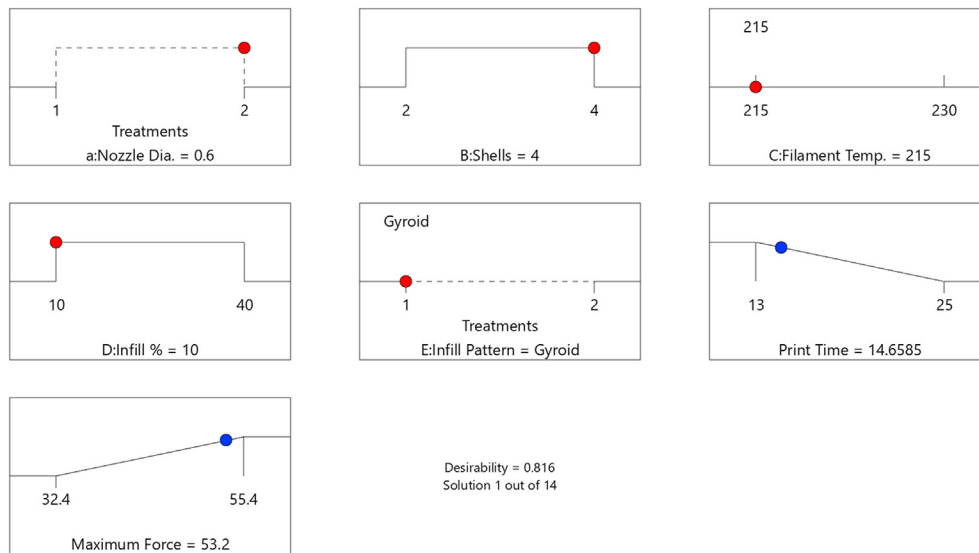 1
2
Treatments
a:Nozzle Dia. = 0.6
2
4
B:Shells = 4
215
215
230
C:Filament Temp. = 215
10
40
D:Infill % = 10
Gyroid
1
2
Treatments
E:Infill Pattern = Gyroid
13
25
Print Time = 14.6585
32.4
55.4
Maximum Force = 53.2
Desirability = 0.816
Solution 1 out of 14